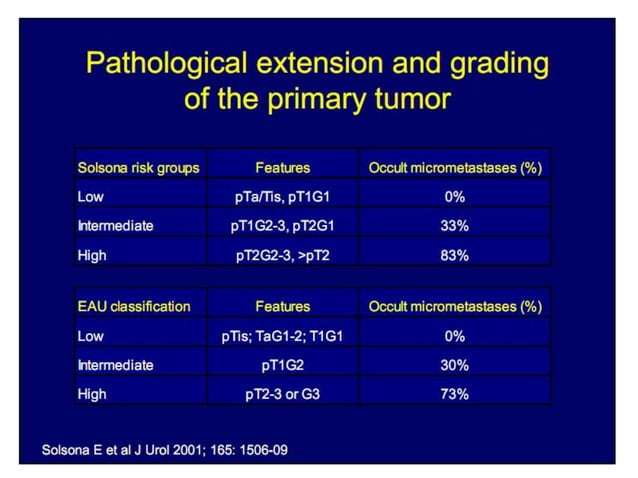 Pathological extension and grading
of the primary tumor
Solsona risk groups Features Occult micrometastases (%)
Low pTa/Tis, pT1G1 0%
Intermediate pT1G2-3, pT2G1 33%
High pT2G2-3, >pT2 83%
EAU classification Features Occult micrometastases (%)
Low pTis; TaG1-2; T1G1 0%
Intermediate pT1G2 30%
High pT2-3 or G3 73%
Solsona E et al J Urol 2001; 165: 1506-09